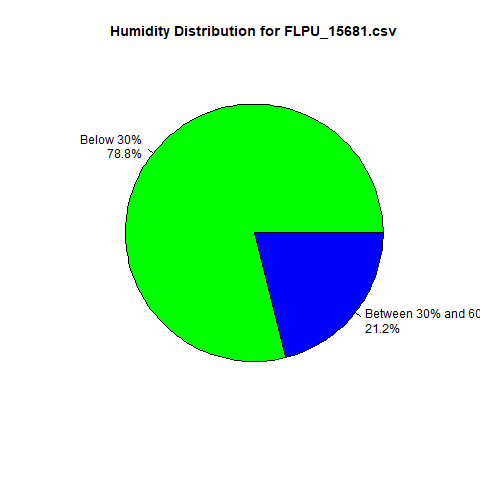 Humidity Distribution for FLPU_15681.csv
Below 30%
78.8%
Between 30% and 60
21.2%